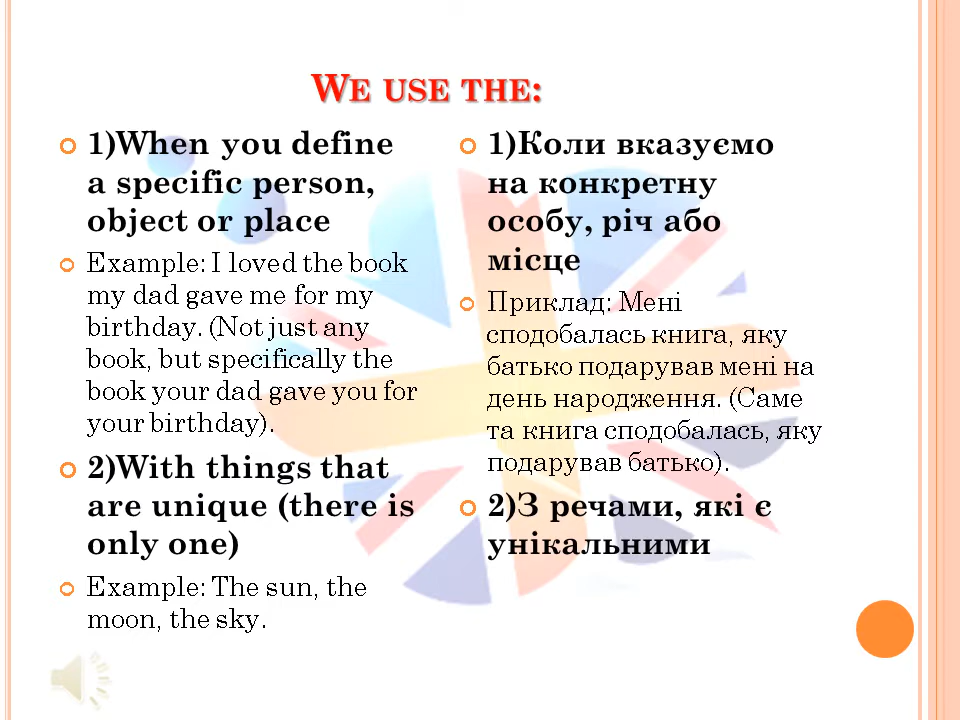 WE USE THE:
1)When you define
a specific person,
object or place
Example: I loved the book
my dad gave me for my
birthday. (Not just any
book, but specifically the
book your dad gave you for
your birthday).
2)With things that
are unique (there is
only one)
Example: The sun, the
moon, the sky.
1)Коли вказуємо
на конкретну
особу, річ або
місце
Приклад: Мені
сподобалась книга, яку
батько подарував мені на
день народження. (Саме
та книга сподобалась, яку
подарував батько).
2)З речами, які є
унікальними